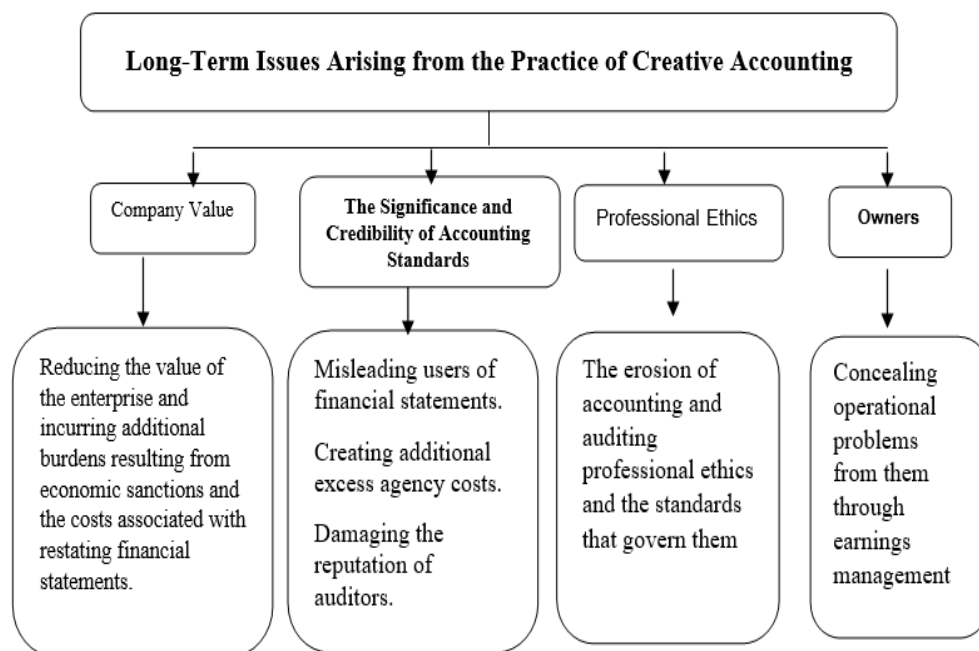 Long-Term Issues Arising from the Practice of Creative Accounting
Company Value
The Significance and
Credibility of Accounting
Standards
Professional Ethics
Owners
Reducing the value of
the enterprise and
incurring additional
burdens resulting from
economic sanctions and
the costs associated with
restating financial
statements.
Misleading users of
financial statements.
Creating additional
excess agency costs.
Damaging the
reputation of
auditors.
The erosion of
accounting and
auditing
professional ethics
and the standards
that govern them
Concealing
operational
problems
from them
through
earnings
management